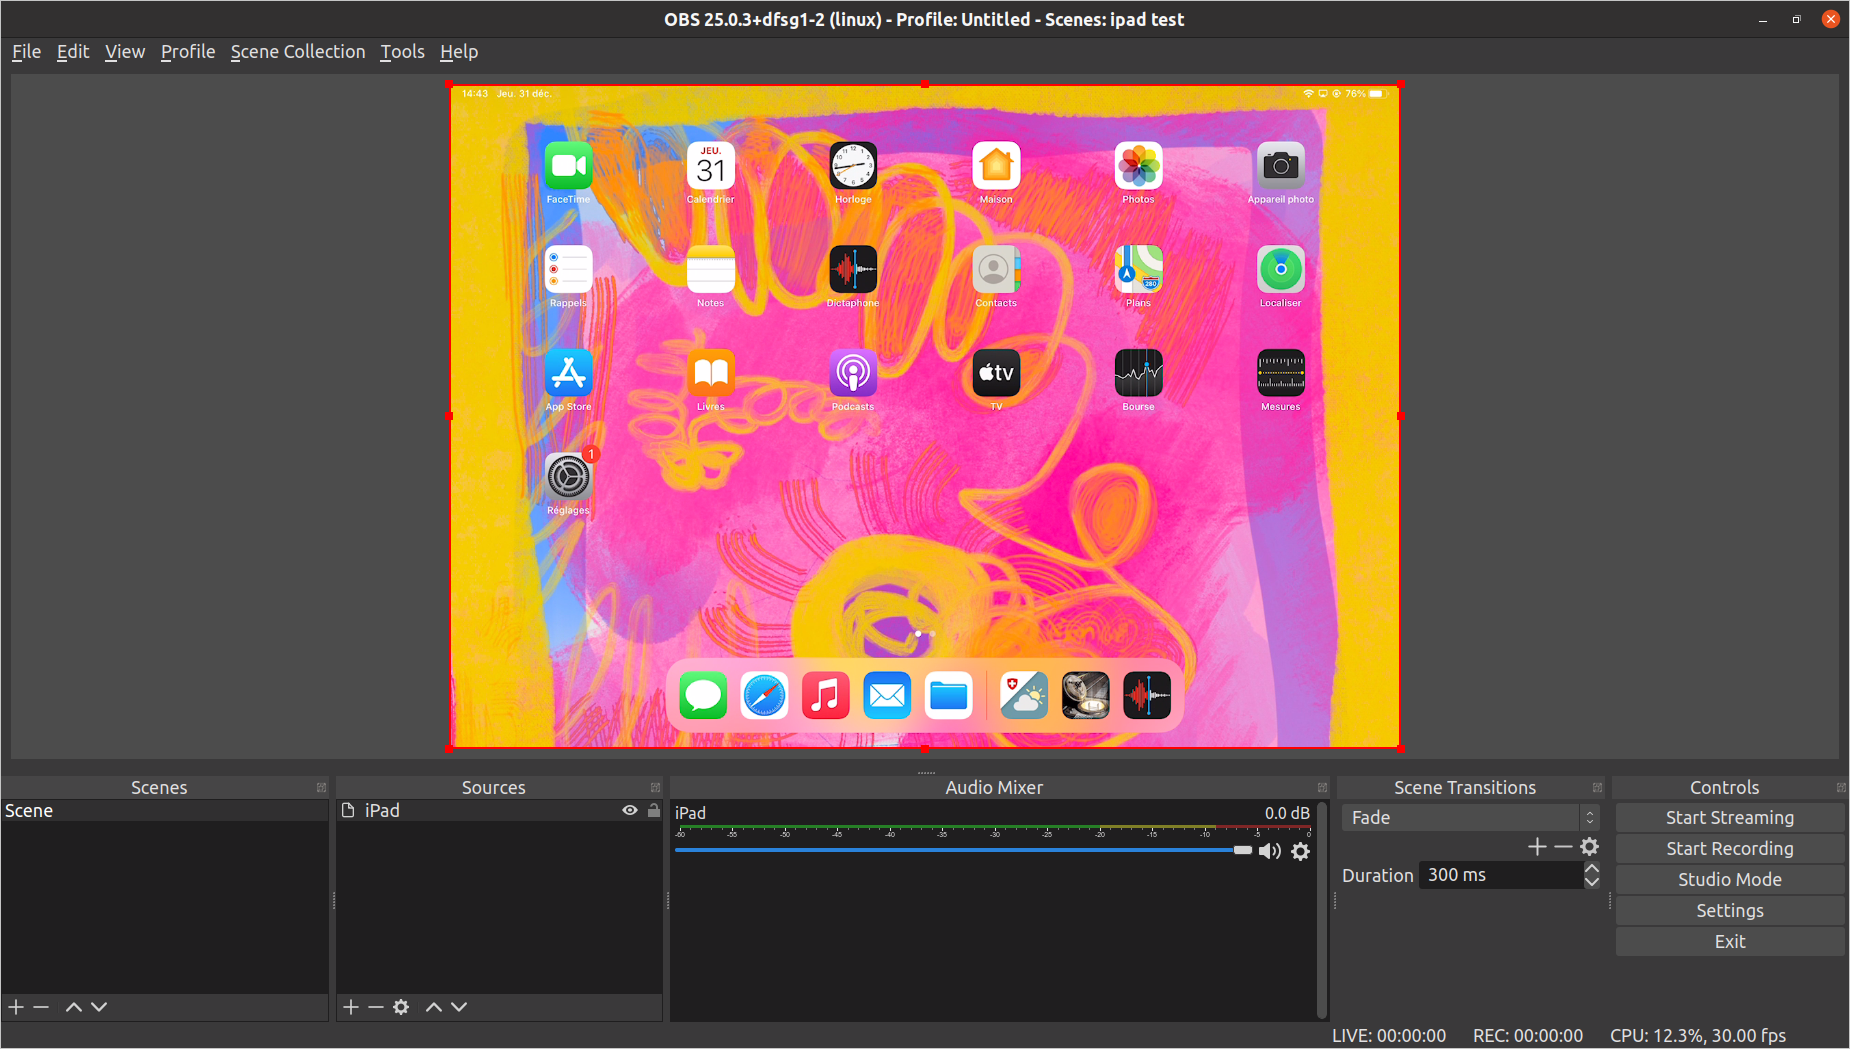 OBS 25.0.3+dfsg1-2 (linux) - Profile: Untitled - Scenes: ipad test
File Edit View Profile Scene Collection Tools Help
14:43 Jeu. 31 déc. 76%
JEU.
31
FaceTime Calendrier Horloge Maison Photos Appareil photo
280
Rappels Notes Dictaphone Contacts Plans Localiser
tv
App Store Livres Podcasts TV Bourse Mesures
1
Réglages
Scenes Sources Audio Mixer Scene Transitions Controls
Scene
iPad
iPad 0.0 dB
-60 -55 -50 -45 -40 -35 -30 -25 -20 -15 -10 -5 0
Fade
Duration 300 ms
Start Streaming
Start Recording
Studio Mode
Settings
Exit
LIVE: 00:00:00 REC: 00:00:00 CPU: 12.3%, 30.00 fps